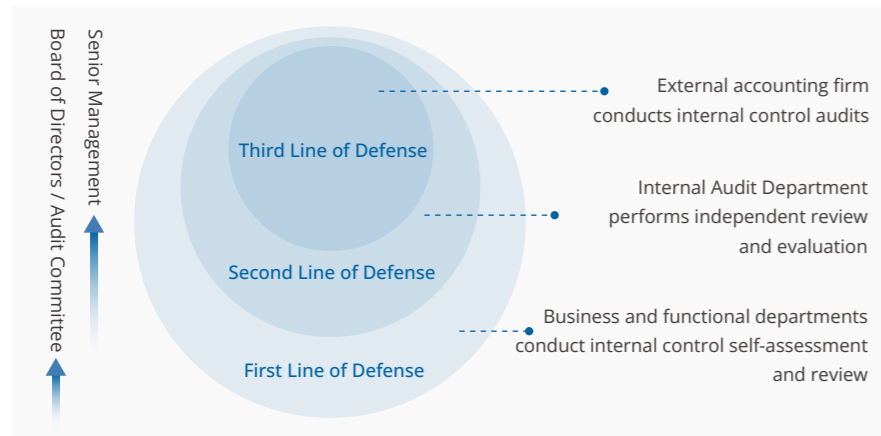 Board of Directors / Audit Committee
Senior Management
Third Line of Defense
Second Line of Defense
First Line of Defense
External accounting firm
conducts internal control audits
Internal Audit Department
performs independent review
and evaluation
Business and functional departments
conduct internal control self-assessment
and review